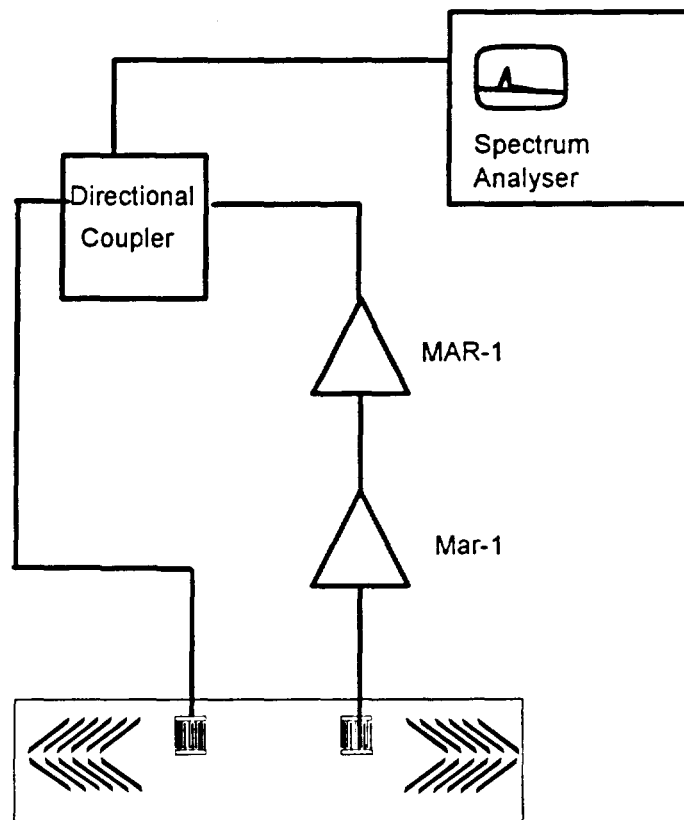 Spectrum
Analyser
Directional
Coupler
MAR-1
Mar-1